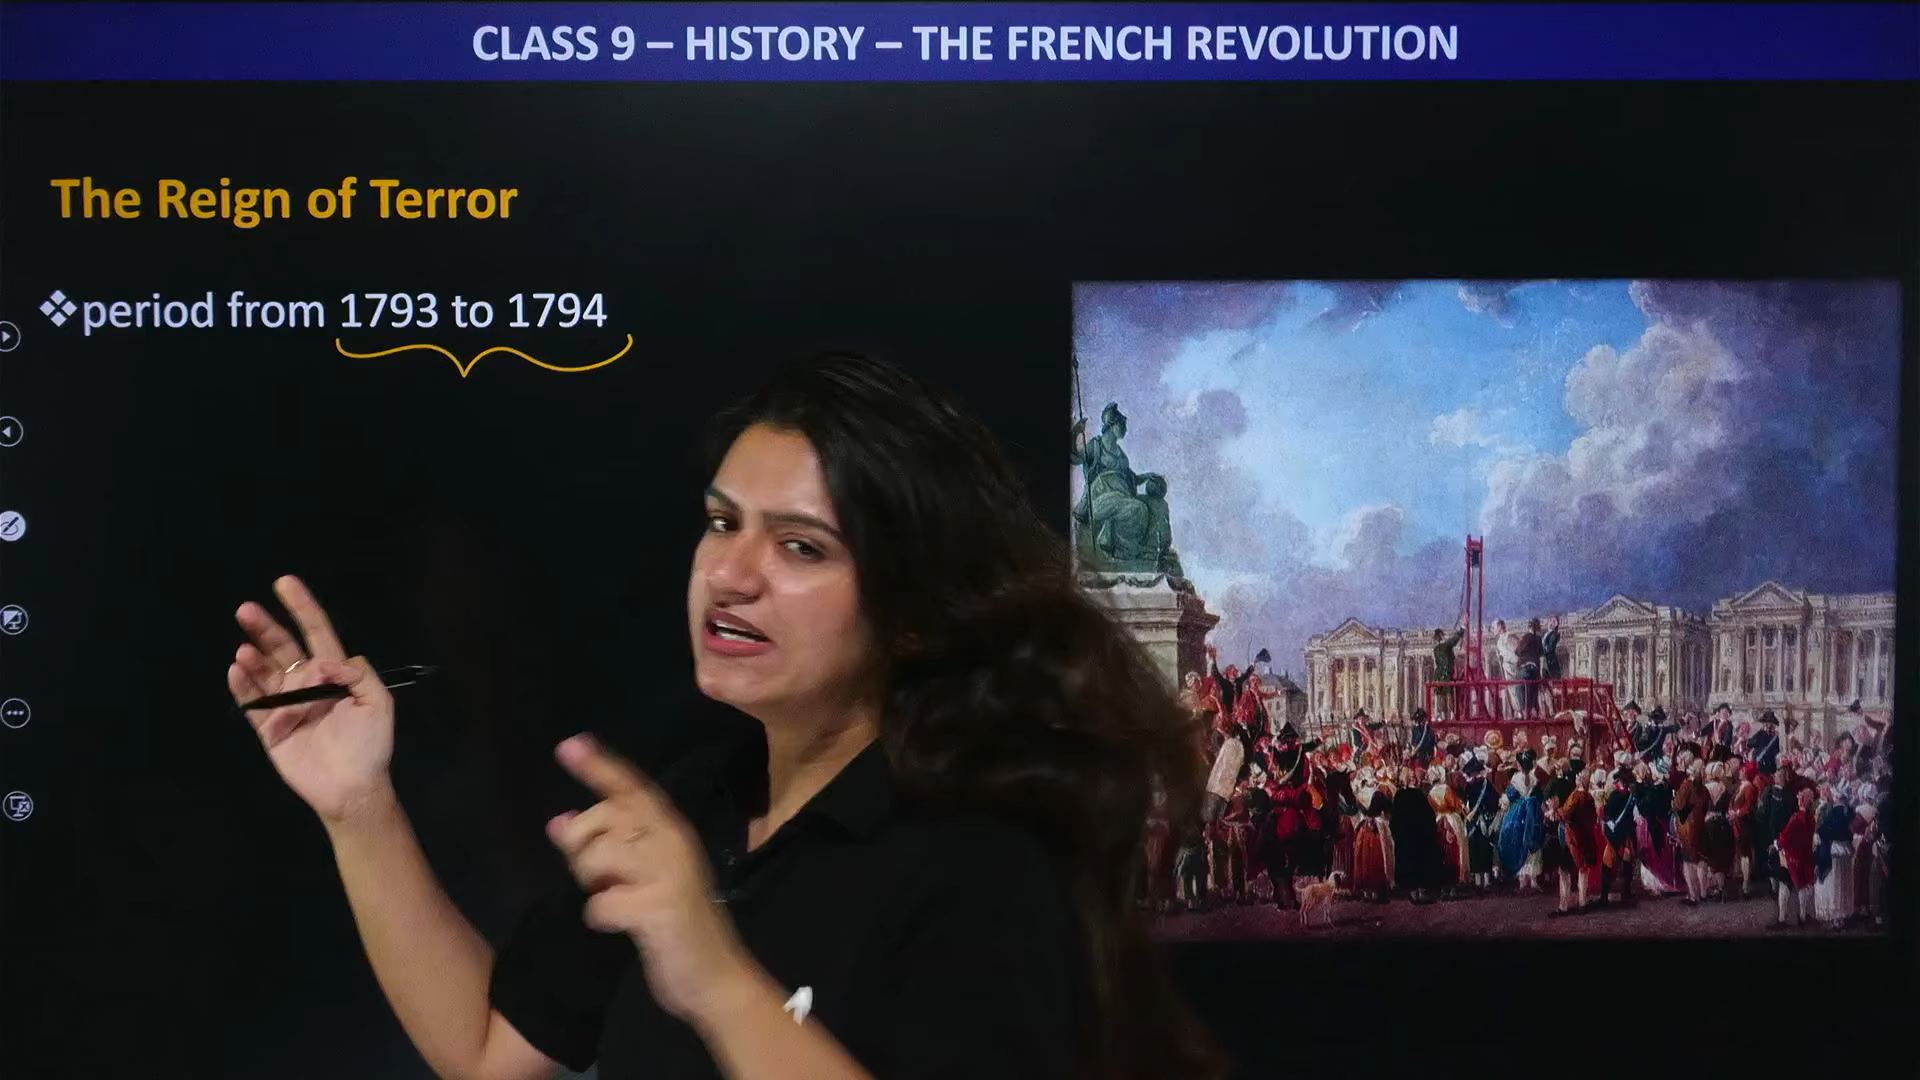 CLASS 9 – HISTORY – THE FRENCH REVOLUTION
The Reign of Terror
❖period from 1793 to 1794